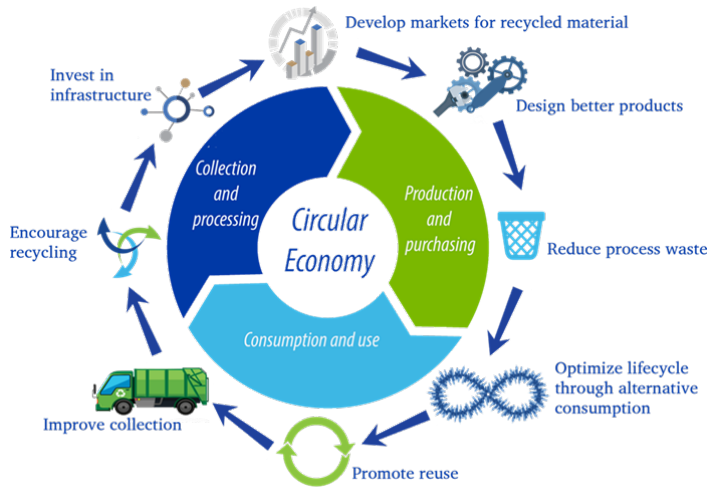 Develop markets for recycled material
Design better products
Reduce process waste
Optimize lifecycle
through alternative
consumption
Promote reuse
Improve collection
Encourage
recycling
Invest in
infrastructure
Collection
and
processing
Production
and
purchasing
Consumption and use
Circular
Economy